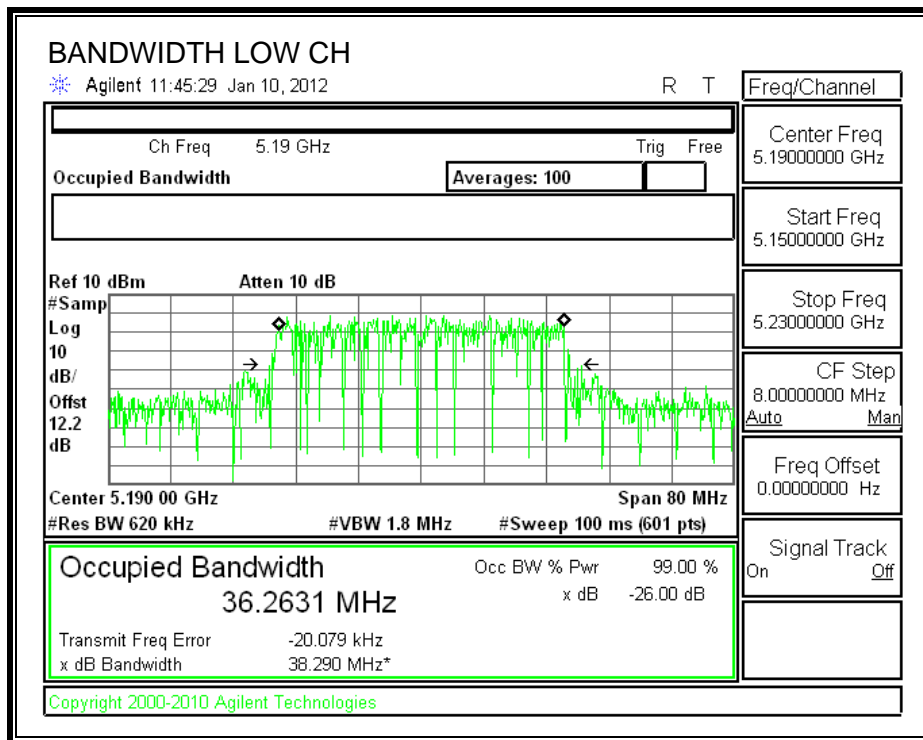 BANDWIDTH LOW CH
Agilent 11:45:29 Jan 10, 2012 R T
Freq/Channel
Ch Freq 5.19 GHz Trig Free
Occupied Bandwidth Averages: 100
Center Freq
5.19000000 GHz
Start Freq
5.15000000 GHz
Stop Freq
5.23000000 GHz
CF Step
8.00000000 MHz
Auto Man
Freq Offset
0.00000000 Hz
Signal Track
On Off
Ref 10 dBm Atten 10 dB
#Samp
Log
10
dB/
Offst
12.2
dB
Center 5.190 00 GHz Span 80 MHz
#Res BW 620 kHz #VBW 1.8 MHz #Sweep 100 ms (601 pts)
Occupied Bandwidth Occ BW % Pwr 99.00 %
36.2631 MHz x dB -26.00 dB
Transmit Freq Error -20.079 kHz
x dB Bandwidth 38.290 MHz*
Copyright 2000-2010 Agilent Technologies